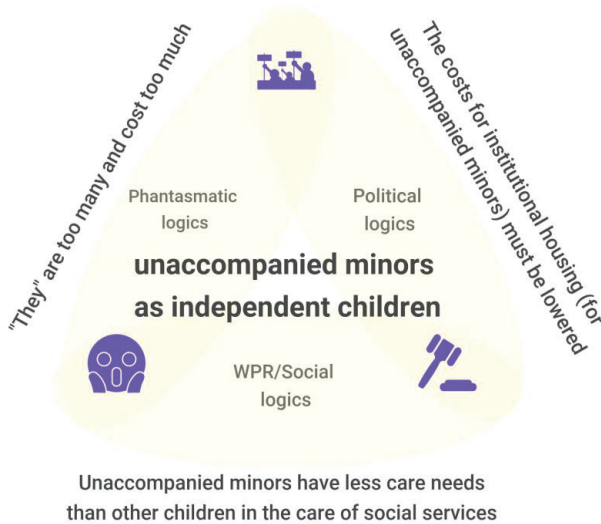 "They" are too many and cost too much
The costs for institutional housing (for
unaccompanied minors) must be lowered
Phantasmatic
logics
Political
logics
unaccompanied minors
as independent children
WPR/Social
logics
Unaccompanied minors have less care needs
than other children in the care of social services